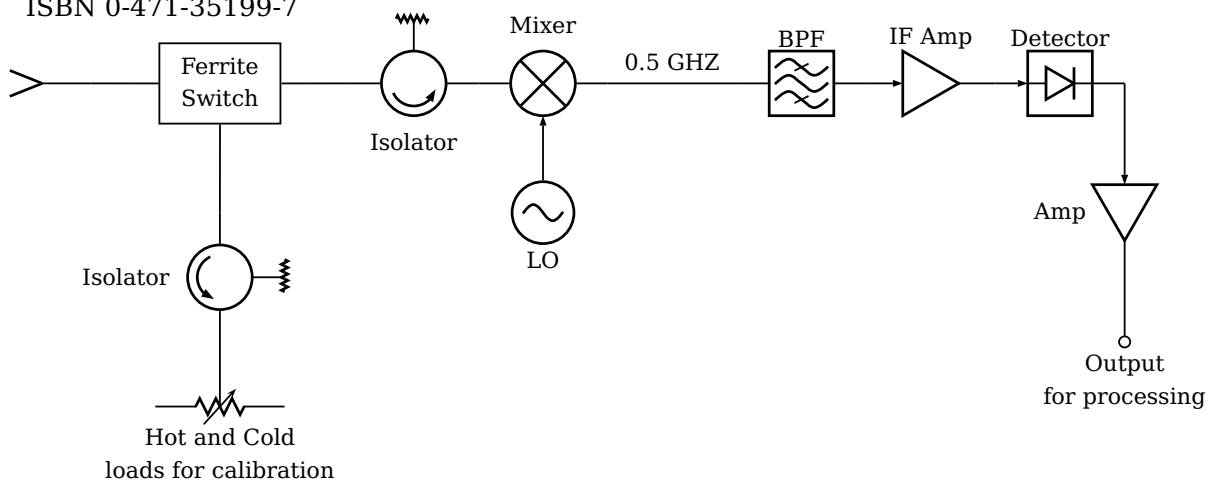 ISBN 0-471-35199-7
Mixer
BPF
IF Amp
Detector
Ferrite
Switch
0.5 GHZ
Isolator
Amp
LO
Isolator
Output
for processing
Hot and Cold
loads for calibration